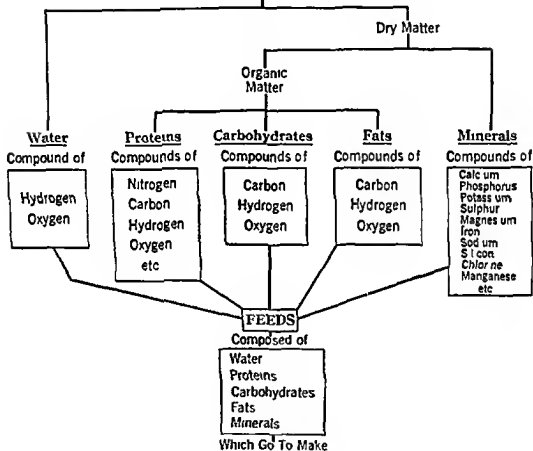 Dry Matter
Organic
Matter
Water
Compound of
Hydrogen
Oxygen
Proteins
Compounds of
Nitrogen
Carbon
Hydrogen
Oxygen
etc
Carbohydrates
Compounds of
Carbon
Hydrogen
Oxygen
Fats
Compounds of
Carbon
Hydrogen
Oxygen
Minerals
Compounds of
Calc um
Phosphorus
Potass um
Sulphur
Magnes um
Iron
Sod um
S l con
Chlor ne
Manganese
etc
FEEDS
Composed of
Water
Proteins
Carbohydrates
Fats
Minerals
Which Go To Make